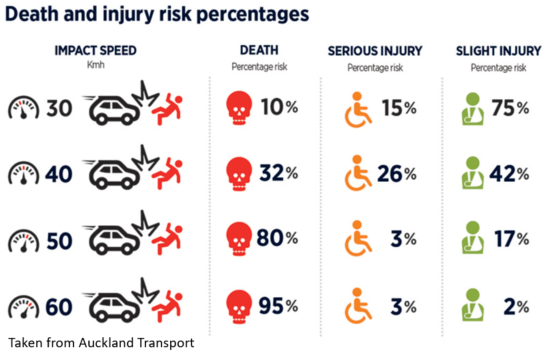 Death and injury risk percentages
IMPACT SPEED DEATH SERIOUS INJURY SLIGHT INJURY
Kmh Percentage risk Percentage risk Percentage risk
30 10% 15% 75%
40 32% 26% 42%
50 80% 3% 17%
60 95% 3% 2%
Taken from Auckland Transport